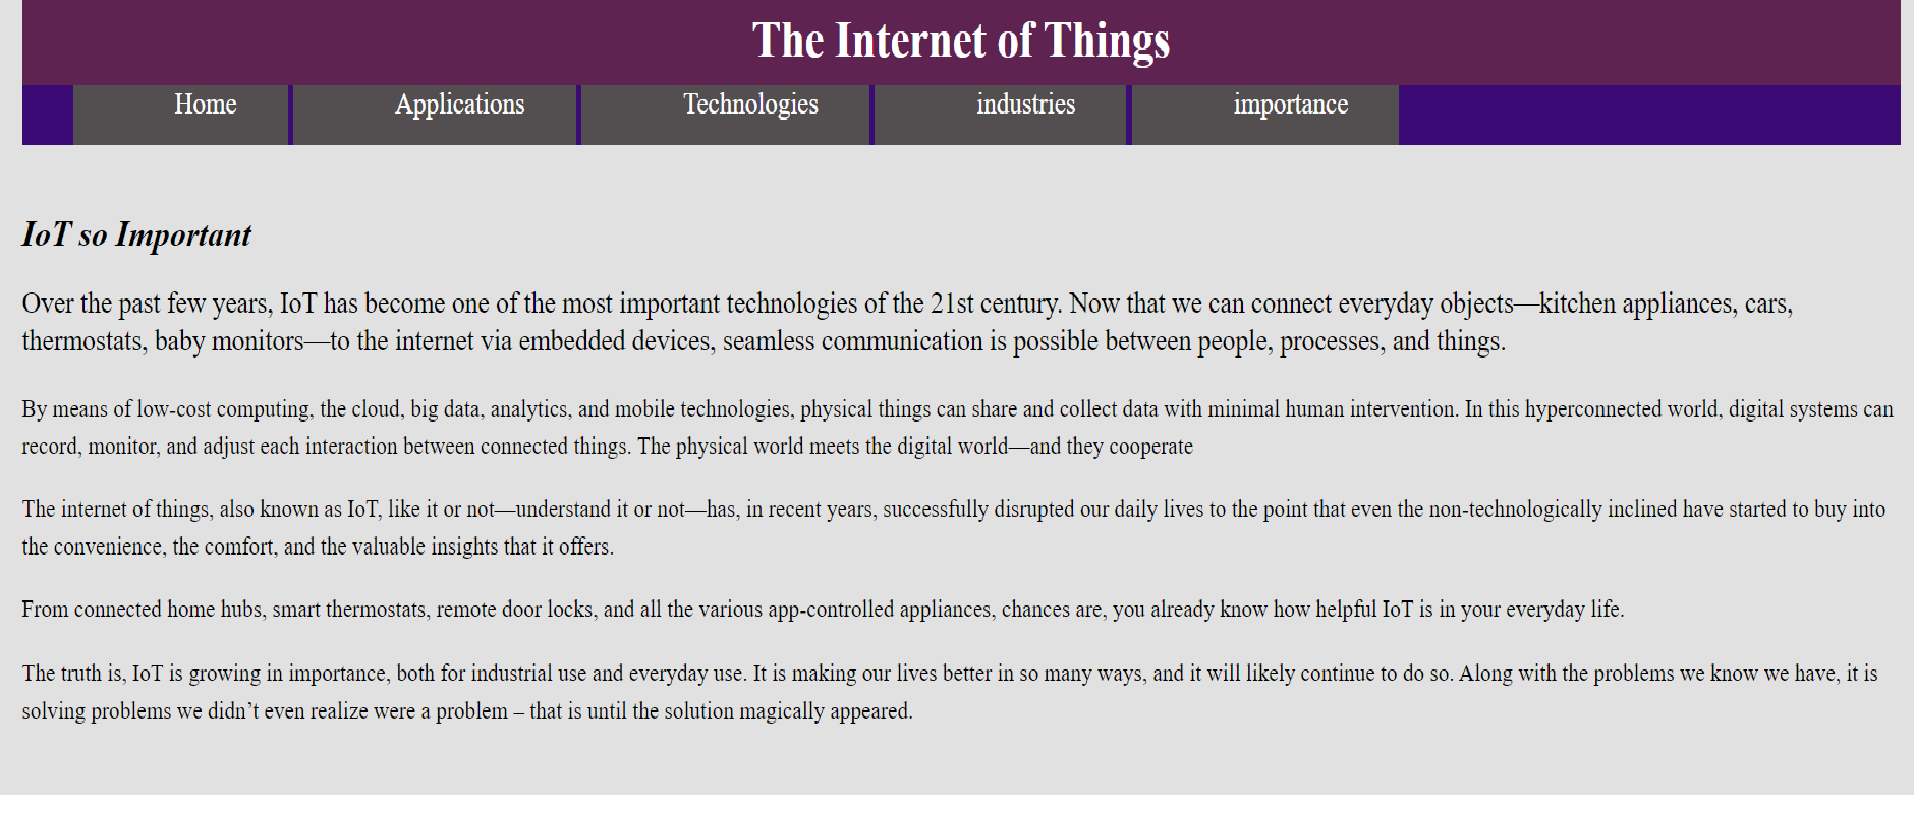 The Internet of Things
Home Applications Technologies industries importance
IoT so Important
Over the past few years, IoT has become one of the most important technologies of the 21st century. Now that we can connect everyday objects—kitchen appliances, cars,
thermostats, baby monitors—to the internet via embedded devices, seamless communication is possible between people, processes, and things.
By means of low-cost computing, the cloud, big data, analytics, and mobile technologies, physical things can share and collect data with minimal human intervention. In this hyperconnected world, digital systems can
record, monitor, and adjust each interaction between connected things. The physical world meets the digital world—and they cooperate
The internet of things, also known as IoT, like it or not—understand it or not—has, in recent years, successfully disrupted our daily lives to the point that even the non-technologically inclined have started to buy into
the convenience, the comfort, and the valuable insights that it offers.
From connected home hubs, smart thermostats, remote door locks, and all the various app-controlled appliances, chances are, you already know how helpful IoT is in your everyday life.
The truth is, IoT is growing in importance, both for industrial use and everyday use. It is making our lives better in so many ways, and it will likely continue to do so. Along with the problems we know we have, it is
solving problems we didn’t even realize were a problem – that is until the solution magically appeared.